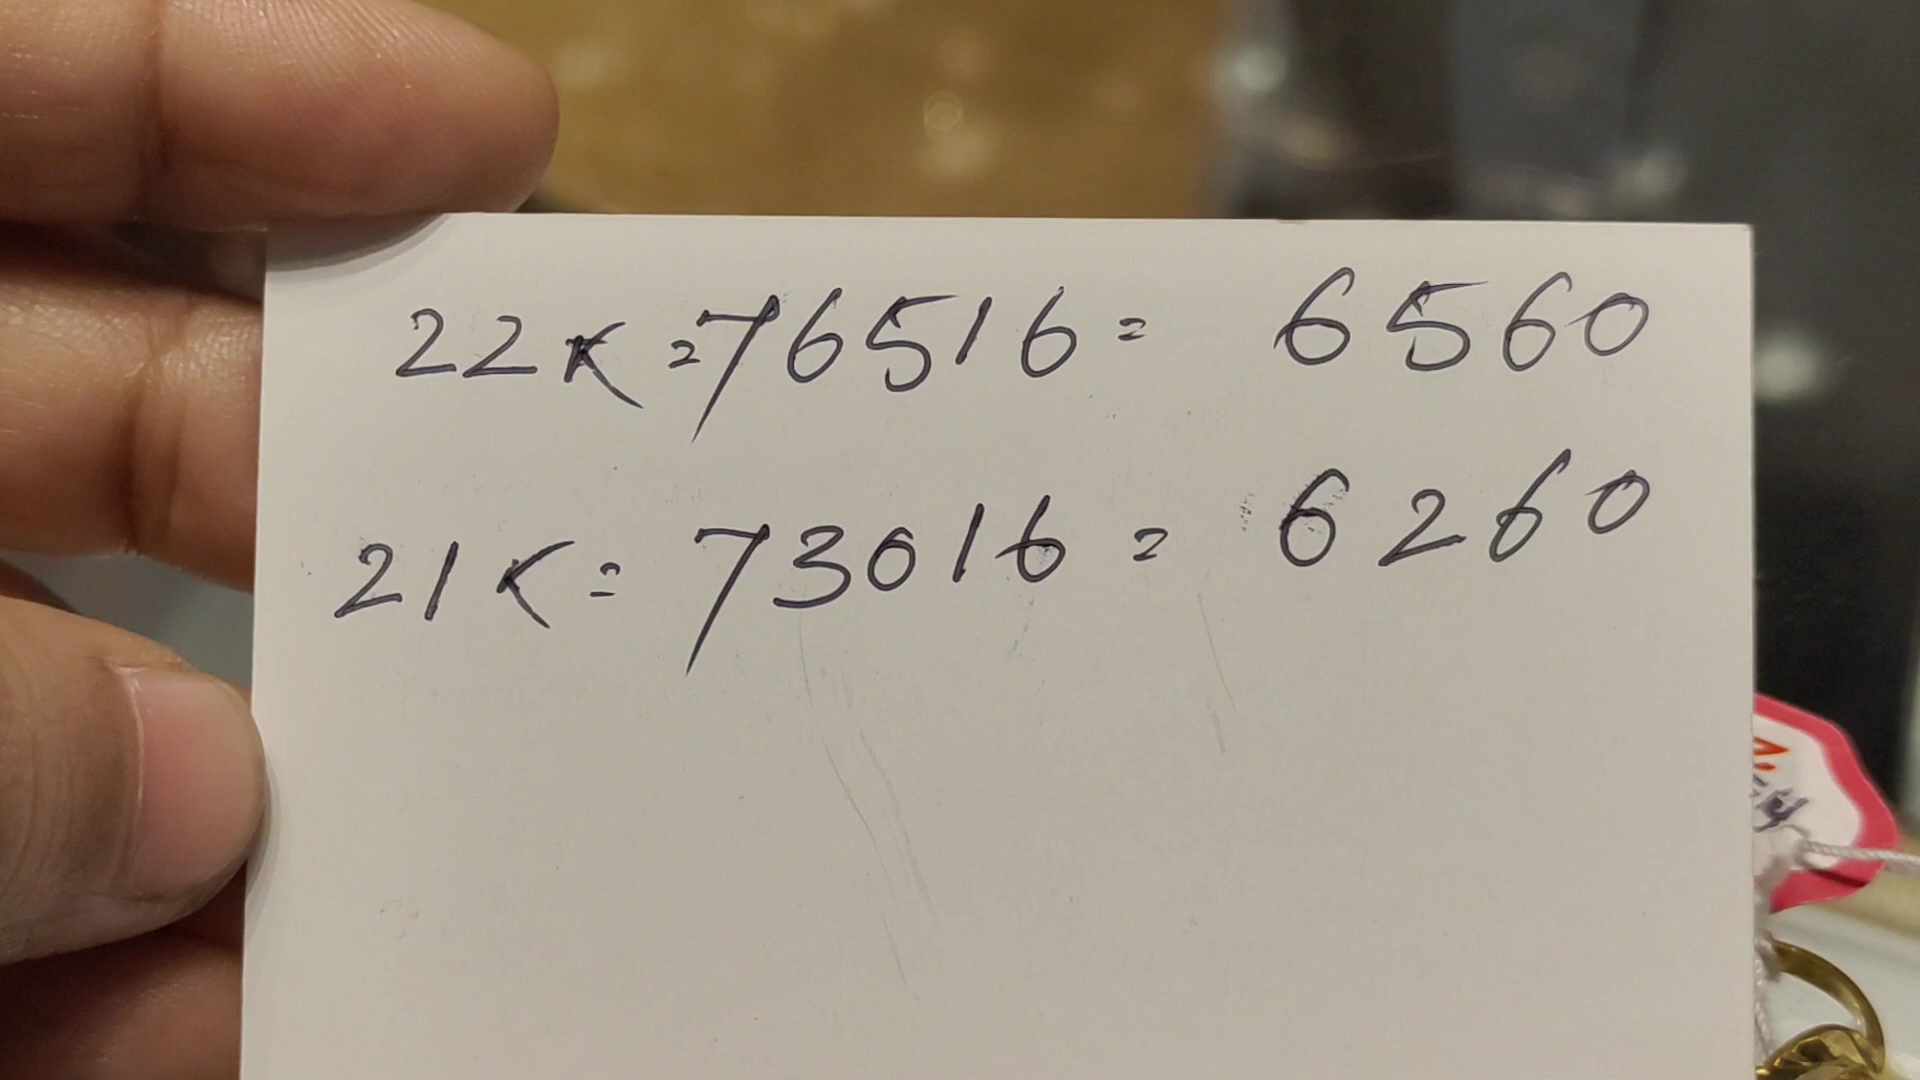 22K = 76516 = 6560
21K = 73016 = 6260